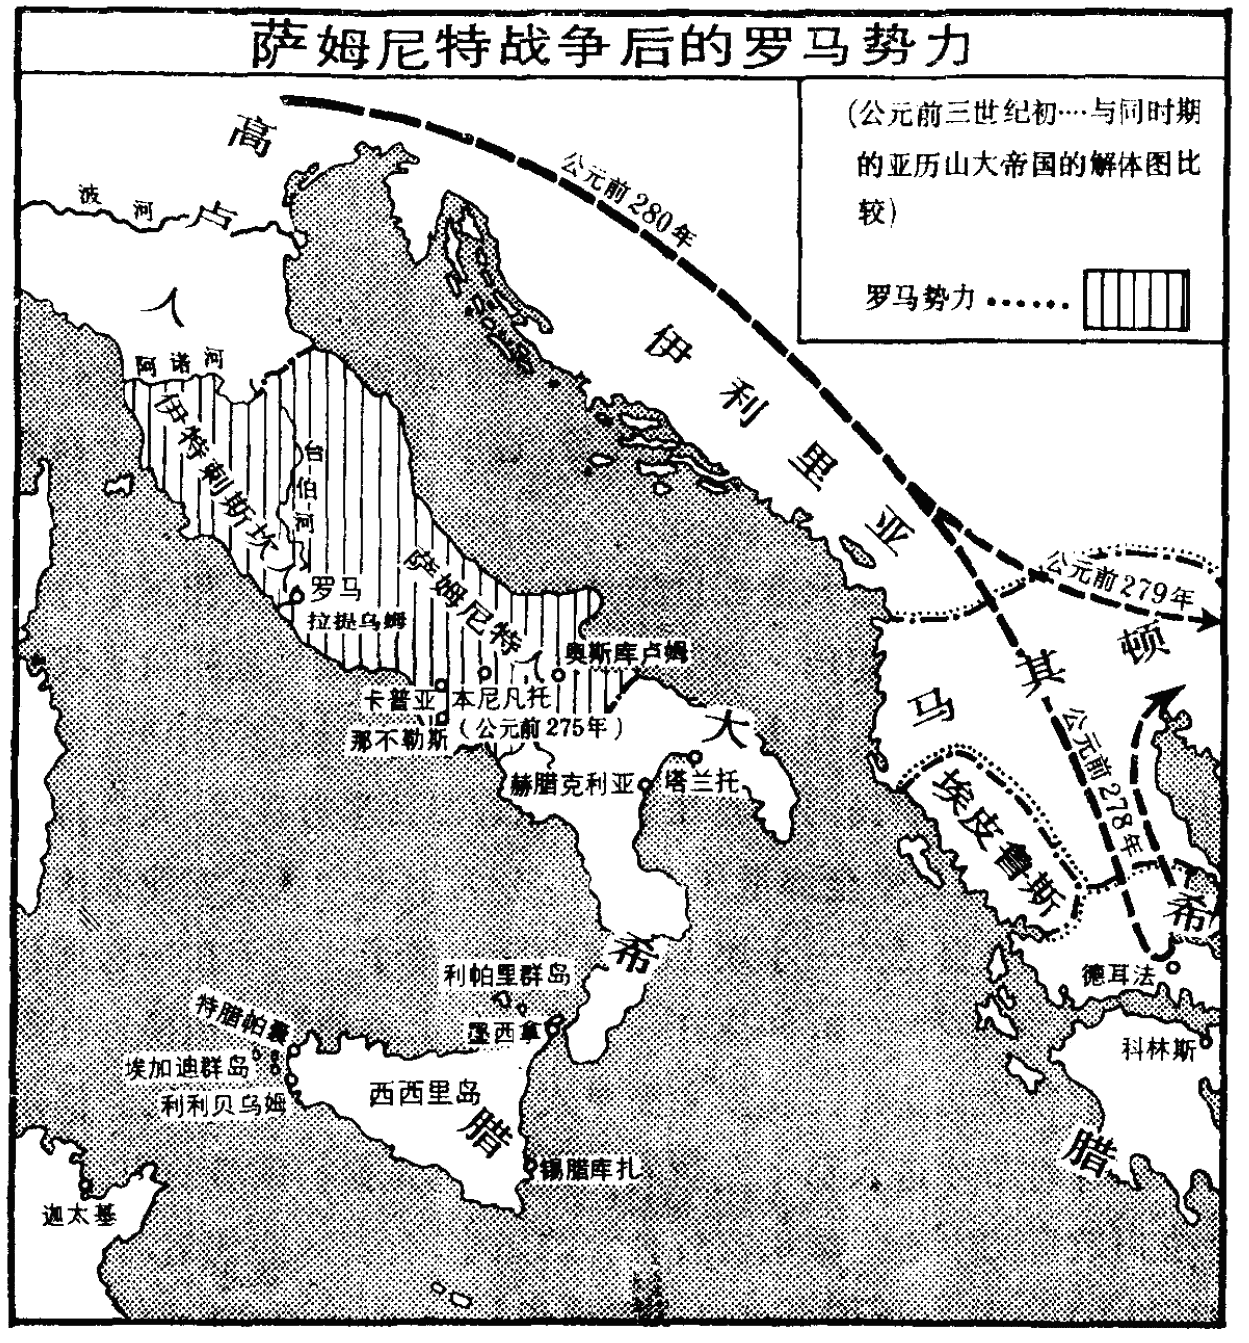 萨姆尼特战争后的罗马势力
(公元前三世纪初····与同时期
的亚历山大帝国的解体图比
较)
罗马势力······
高卢人
公元前280年
波河
伊利里亚
阿诺河
伊特剌斯坎人
台伯河
罗马
拉提乌姆
萨姆尼特人
奥斯库卢姆
卡普亚
本尼凡托
(公元前275年)
那不勒斯
大希腊
赫腊克利亚
塔兰托
公元前279年
马其顿
公元前278年
埃皮鲁斯
希腊
德耳法
科林斯
利帕里群岛
墨西拿
特腊帕曩
埃加迪群岛
利利贝乌姆
西西里岛
锡腊库扎
迦太基